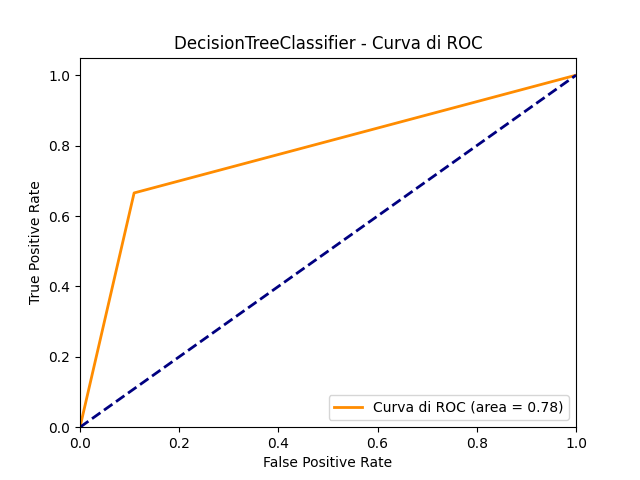 DecisionTreeClassifier - Curva di ROC
True Positive Rate
1.0
0.8
0.6
0.4
0.2
0.0
0.0 0.2 0.4 0.6 0.8 1.0
False Positive Rate
Curva di ROC (area = 0.78)